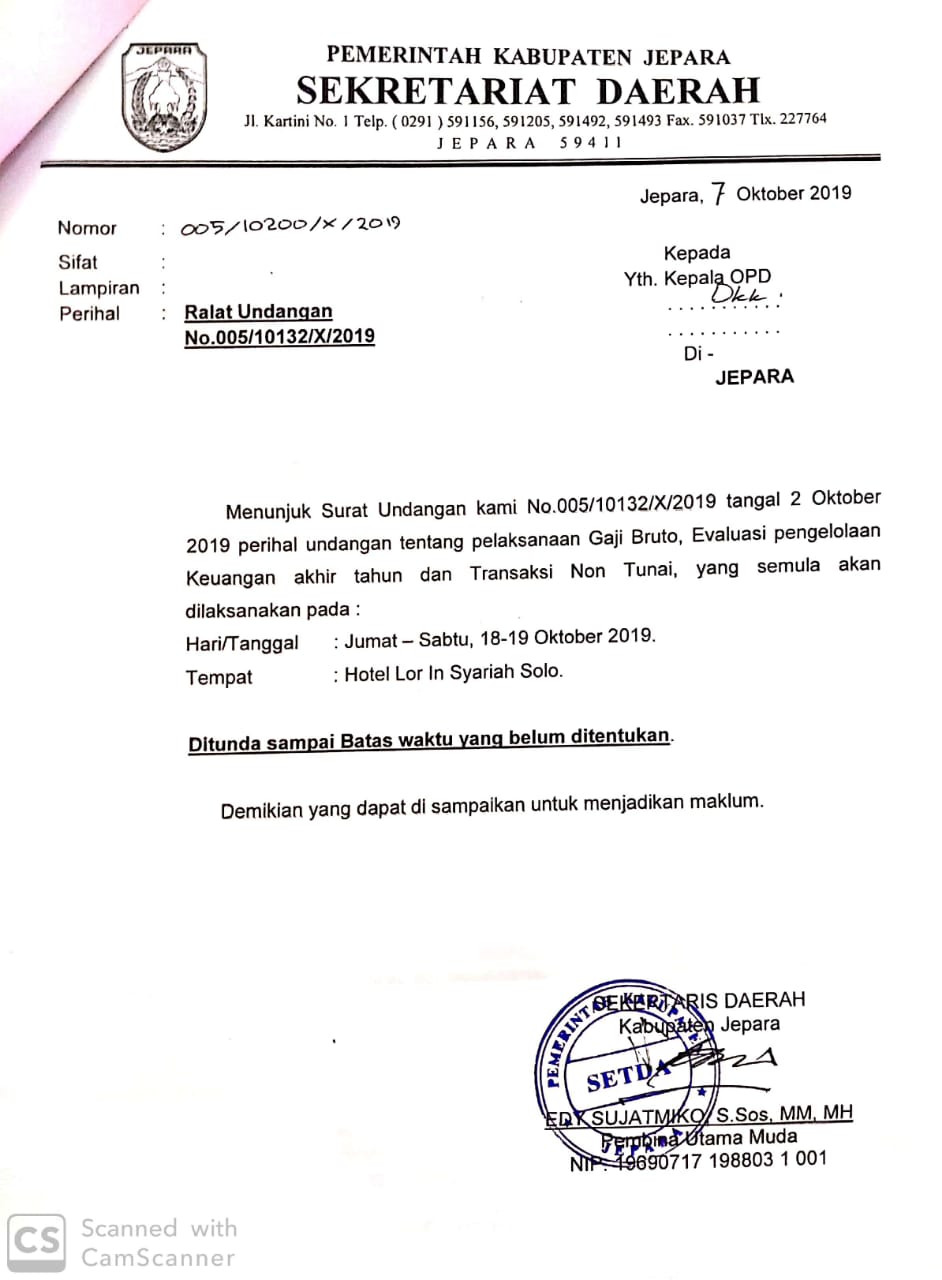 JEPARA
PEMERINTAH KABUPATEN JEPARA
SEKRETARIAT DAERAH
Jl. Kartini No. 1 Telp. ( 0291 ) 591156, 591205, 591492, 591493 Fax. 591037 Tlx. 227764
J E P A R A 5 9 4 1 1
Jepara, 7 Oktober 2019
Nomor : 005/10200/X/2019
Sifat :
Lampiran :
Perihal : Ralat Undangan
No.005/10132/X/2019
Kepada
Yth. Kepala OPD
Dkk
. . . . . . . . . . .
. . . . . . . . . . .
Di -
JEPARA
Menunjuk Surat Undangan kami No.005/10132/X/2019 tangal 2 Oktober
2019 perihal undangan tentang pelaksanaan Gaji Bruto, Evaluasi pengelolaan
Keuangan akhir tahun dan Transaksi Non Tunai, yang semula akan
dilaksanakan pada :
Hari/Tanggal : Jumat – Sabtu, 18-19 Oktober 2019.
Tempat : Hotel Lor In Syariah Solo.
Ditunda sampai Batas waktu yang belum ditentukan.
Demikian yang dapat di sampaikan untuk menjadikan maklum.
SEKERTARIS DAERAH
Kabupaten Jepara
PEMERINTAH KABUPATEN
SETDA
JEPARA
EDY SUJATMIKO, S.Sos, MM, MH
Pembina Utama Muda
NIP. 19690717 198803 1 001
CS Scanned with
CamScanner